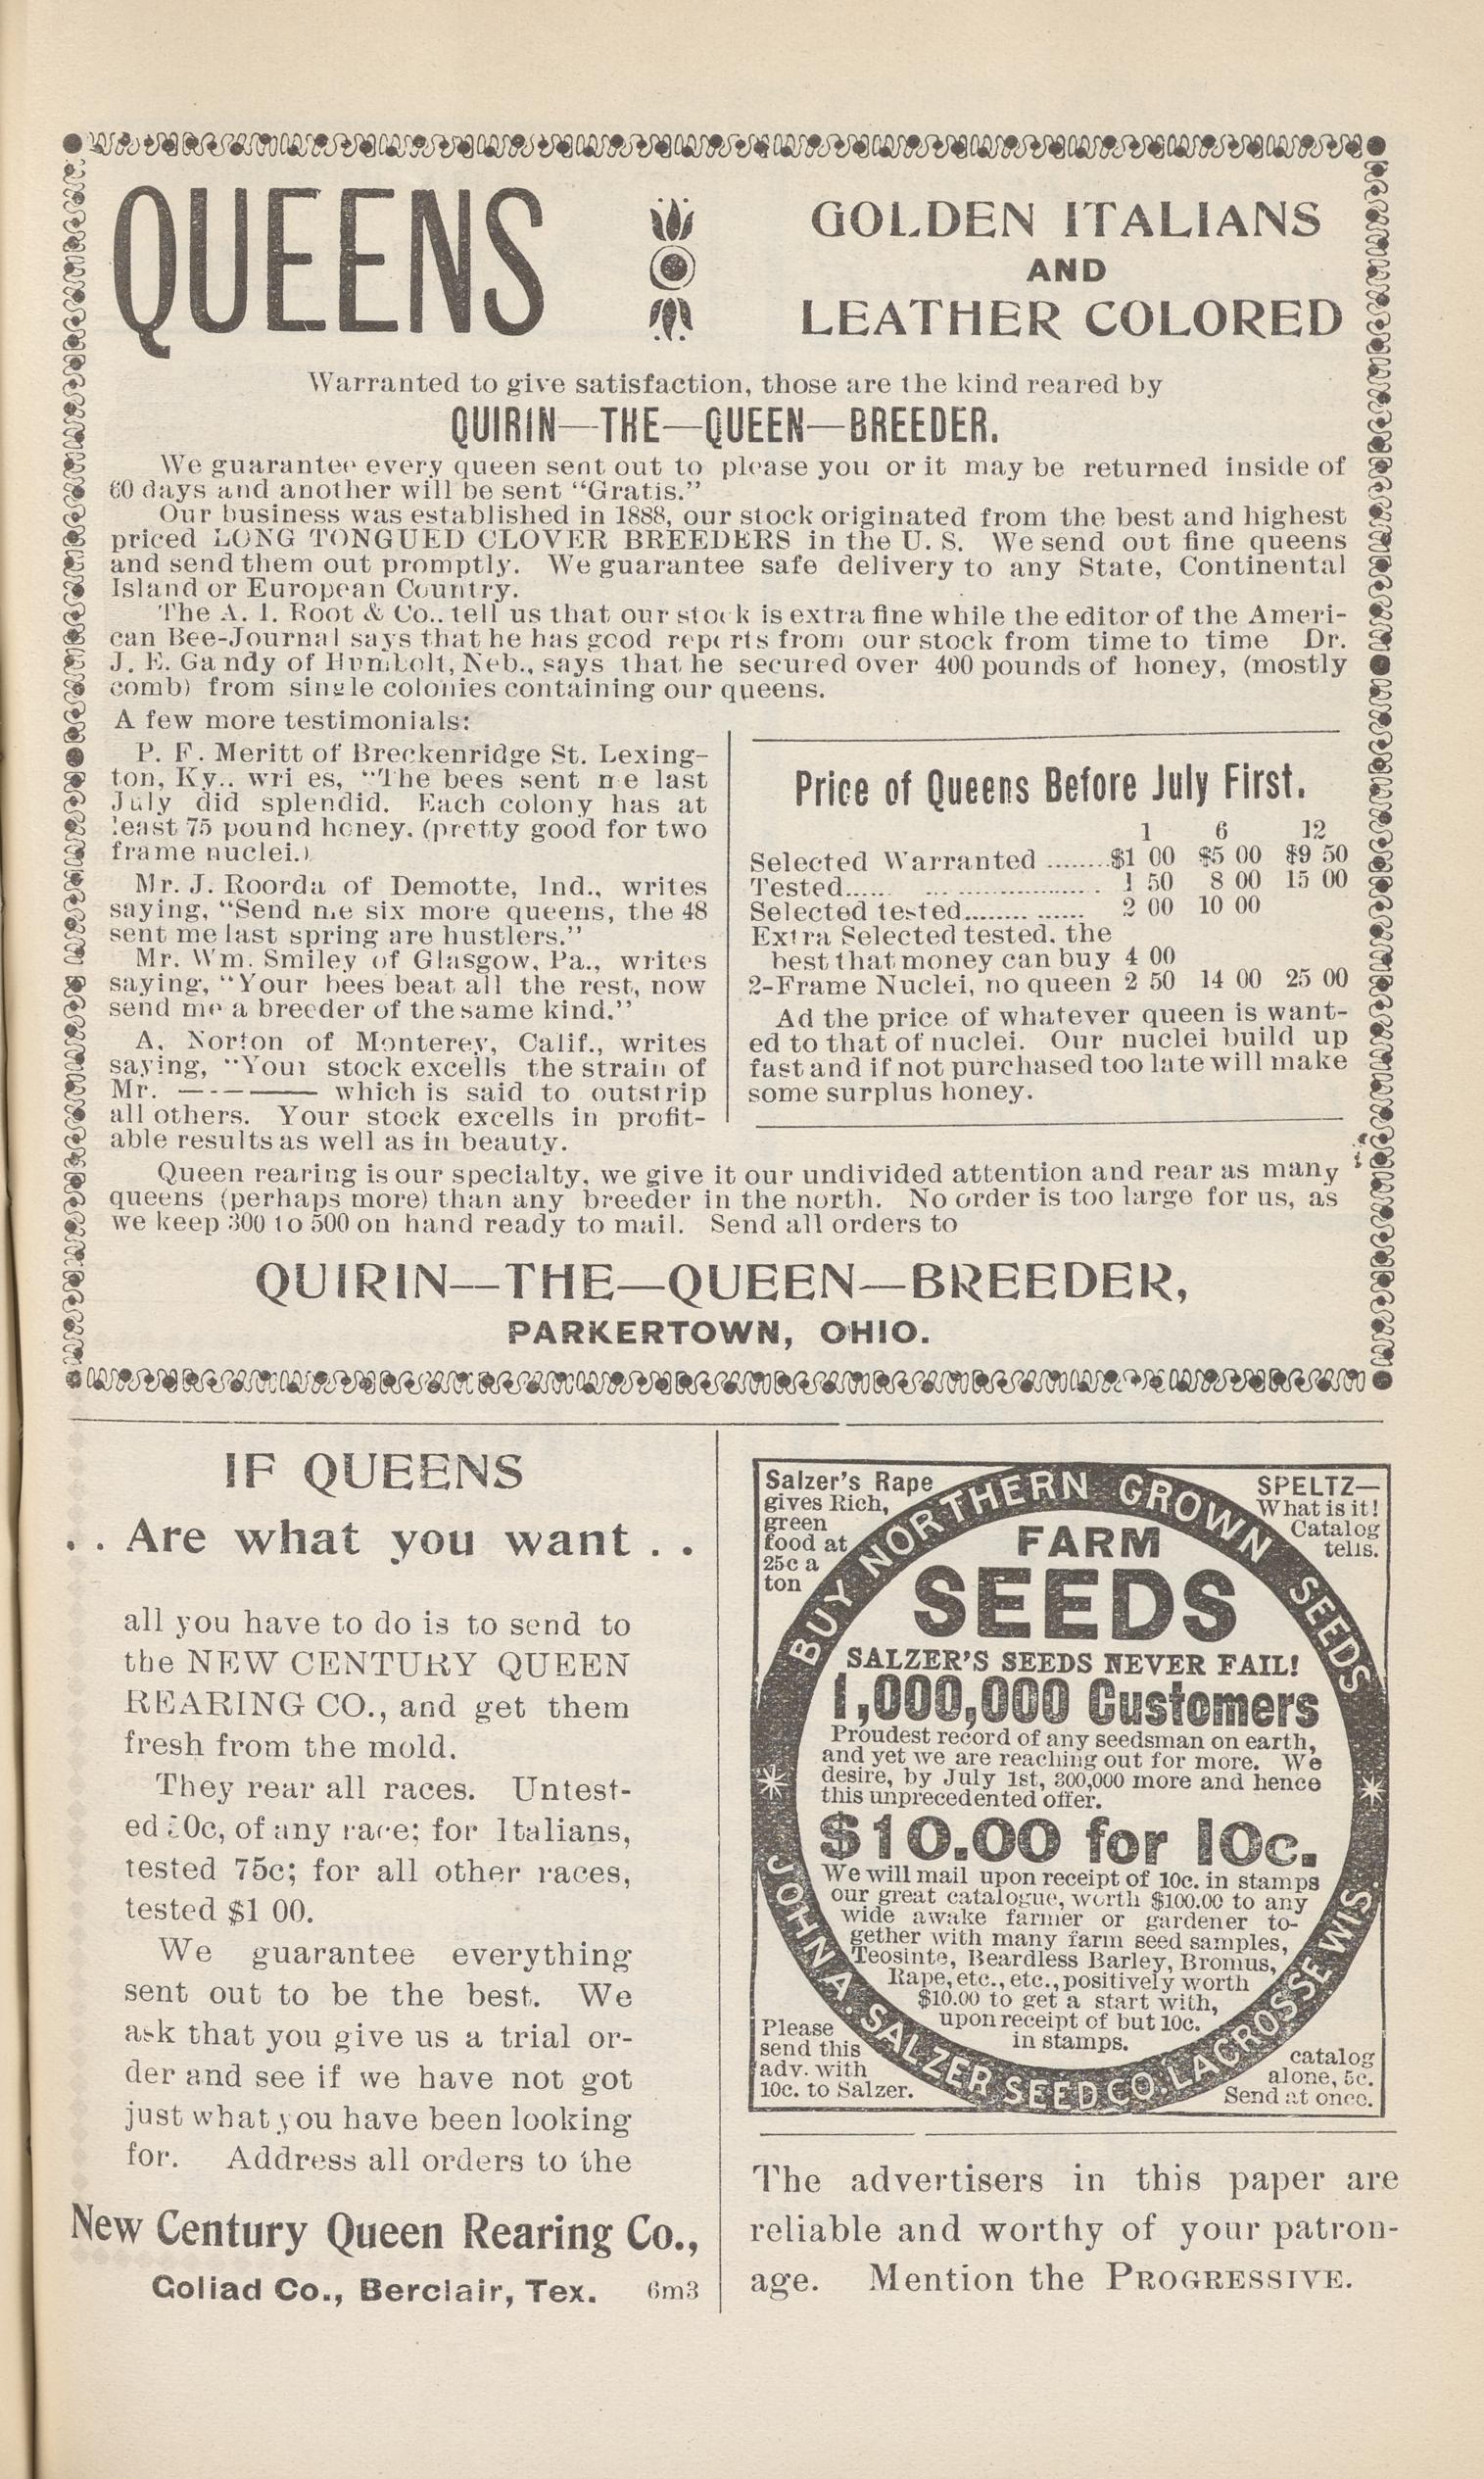 QUEENS
GOLDEN ITALIANS
AND
LEATHER COLORED
Warranted to give satisfaction, those are the kind reared by
QUIRIN—THE—QUEEN—BREEDER.
We guarantee every queen sent out to please you or it may be returned inside of
60 days and another will be sent "Gratis."
Our business was established in 1888, our stock originated from the best and highest
priced LONG TONGUED CLOVER BREEDERS in the U. S. We send out fine queens
and send them out promptly. We guarantee safe delivery to any State, Continental
Island or European Country.
The A. I. Root & Co.. tell us that our stock is extra fine while the editor of the Ameri-
can Bee-Journal says that he has good reports from our stock from time to time Dr.
J. E. Gandy of Humbolt, Neb., says that he secured over 400 pounds of honey, (mostly
comb) from single colonies containing our queens.
A few more testimonials:
P. F. Meritt of Breckenridge St. Lexing-
ton, Ky.. wri es, "The bees sent me last
July did splendid. Each colony has at
least 75 pound honey. (pretty good for two
frame nuclei.)
Mr. J. Roorda of Demotte, Ind., writes
saying, "Send me six more queens, the 48
sent me last spring are hustlers."
Mr. Wm. Smiley of Glasgow, Pa., writes
saying, "Your bees beat all the rest, now
send me a breeder of the same kind."
A. Norton of Monterey, Calif., writes
saying, "Your stock excells the strain of
Mr. ------ which is said to outstrip
all others. Your stock excells in profit-
able results as well as in beauty.
Price of Queens Before July First.
1 6 12
Selected Warranted ........$1 00 $5 00 $9 50
Tested...... ... ..................... . 1 50 8 00 15 00
Selected tested......... ...... 2 00 10 00
Extra Selected tested. the
best that money can buy 4 00
2-Frame Nuclei, no queen 2 50 14 00 25 00
Ad the price of whatever queen is want-
ed to that of nuclei. Our nuclei build up
fast and if not purchased too late will make
some surplus honey.
Queen rearing is our specialty, we give it our undivided attention and rear as many
queens (perhaps more) than any breeder in the north. No order is too large for us, as
we keep 300 to 500 on hand ready to mail. Send all orders to
QUIRIN—THE—QUEEN—BREEDER,
PARKERTOWN, OHIO.
IF QUEENS
. . Are what you want . .
all you have to do is to send to
the NEW CENTURY QUEEN
REARING CO., and get them
fresh from the mold.
They rear all races. Untest-
ed of any race; for Italians,
tested 75c; for all other races,
tested $1 00.
We guarantee everything
sent out to be the best. We
ask that you give us a trial or-
der and see if we have not got
just what you have been looking
for. Address all orders to the
New Century Queen Rearing Co.,
Goliad Co., Berclair, Tex. 6m3
Salzer's Rape
gives Rich,
green
food at
25c a
ton
SPELTZ—
What is it!
Catalog
tells.
BUY NORTHERN GROWN SEEDS
FARM
SEEDS
SALZER'S SEEDS NEVER FAIL!
1,000,000 Customers
Proudest record of any seedsman on earth,
and yet we are reaching out for more. We
desire, by July 1st, 300,000 more and hence
this unprecedented offer.
$10.00 for 10c.
We will mail upon receipt of 10c. in stamps
our great catalogue, worth $100.00 to any
wide awake farmer or gardener to-
gether with many farm seed samples,
Teosinte, Beardless Barley, Bromus,
Rape, etc., etc., positively worth
$10.00 to get a start with,
upon receipt of but 10c.
in stamps.
JOHN A. SALZER SEED CO. LACROSSE WIS.
Please
send this
adv. with
10c. to Salzer.
catalog
alone, 5c.
Send at once.
The advertisers in this paper are
reliable and worthy of your patron-
age. Mention the PROGRESSIVE.